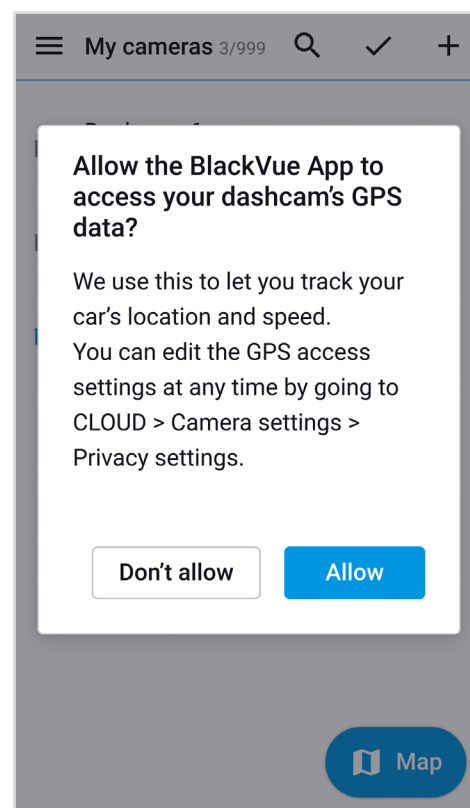 My cameras 3/999
Allow the BlackVue App to
access your dashcam's GPS
data?
We use this to let you track your
car's location and speed.
You can edit the GPS access
settings at any time by going to
CLOUD > Camera settings >
Privacy settings.
Don't allow
Allow
Map